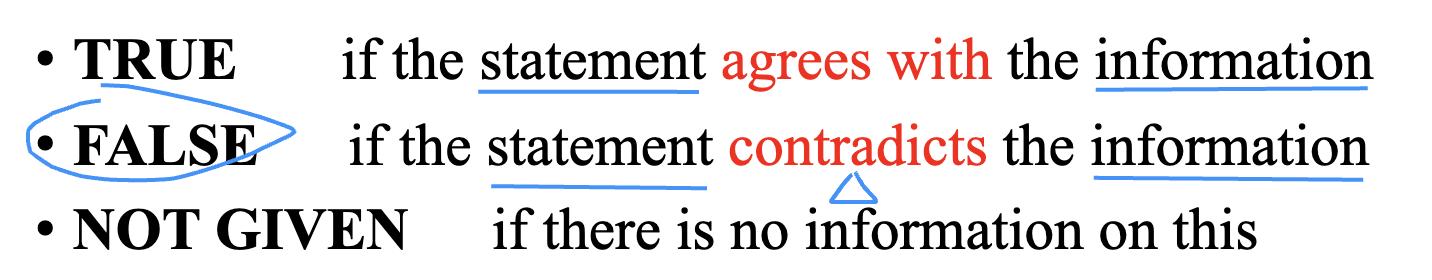 • TRUE if the statement agrees with the information
• FALSE if the statement contradicts the information
• NOT GIVEN if there is no information on this